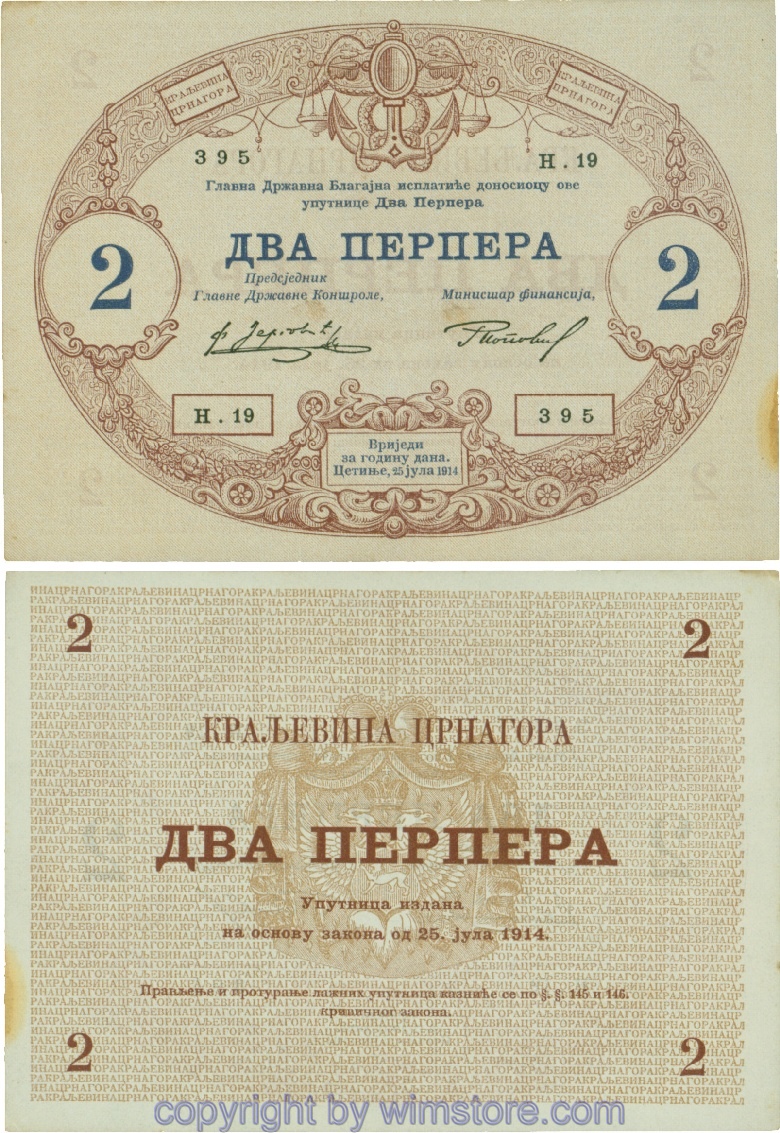 КРАЉЕВИНА
ЦРНАГОРА
КРАЉЕВИНА
ЦРНАГОРА
395
Н.19
Главна Државна Благајна исплатиће доносиоцу ове
упутнице Два Перпера
2
ДВА ПЕРПЕРА
2
Предсједник
Главне Државне Контроле,
Министар финансија,
Н.19
395
Вриједи
за годину дана.
Цетиње, 25 јула 1914
2
2
КРАЉЕВИНА ЦРНАГОРА
ДВА ПЕРПЕРА
Упутница издана
на основу закона од 25. јула 1914.
Прављење и протурање лажних упутница казниће се по §. §. 145 и 146.
кривичног закона.
2
2
copyright by wimstore.com